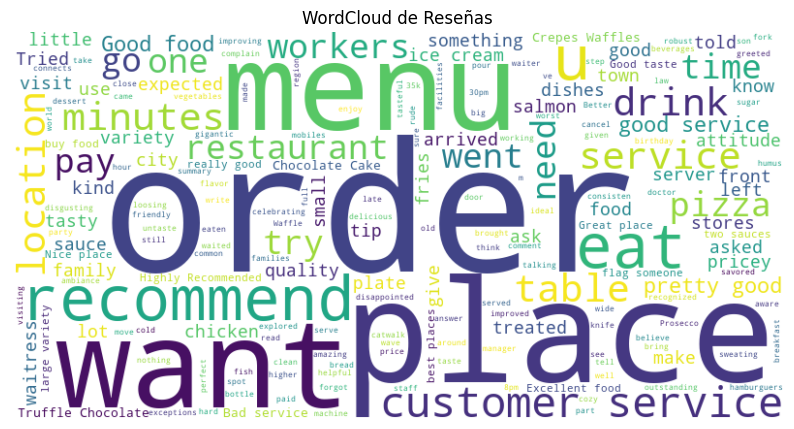 WordCloud de Reseñas
little
Good food
go
one
workers
ice cream
something
Crepes Waffles
told
robust
son
fork
beverages
improving
take
complain
Tried
connects
close
visit
use
expected
vegetables
made
region
menu
tasteful
35k
pour
30pm
waiter
facilities
ve
big
u
good
Good taste
town
step
law
time
greeted
know
Better
sugar
minutes
dessert
came
world
location
variety
buy food
gigantic
enjoy
mobiles
restaurant
arrived
sure
rude
salmon
dishes
worst
drink
cancel
given
birthday
good service
pay
city
hour
summary
really good
Chocolate Cake
flavor
full
went
working
need
service
attitude
consisten
humus
kind
disgusting
loosing
tasty
party
friendly
untaste
still
write
celebrating
Waffle
eaten
waited
common
families
small
late
delicious
tip
fries
door
old
m
order
server
front
left
doctor
food
Great place
pizza
stores
sauce
Nice place
ambiance
family
Highly Recommended
try
quality
ask
brought
think
ideal
comment
talking
eat
asked
two sauces
pricey
flag someone
savored
visiting
waitress
large variety
lot
move
cold
chicken
explored
read
serve
plate
disappointed
give
served
improved
treated
table
wide
knife
pretty good
recognized
aware
make
Prosecco
recommend
nothing
perfect
spot
bottle
fish
clean
higher
paid
amazing
bread
helpful
forgot
catwalk
wave
price
best places
answer
around
taste
manager
8pm
see
believe
bring
tell
well
sweating
outstanding
breakfast
want
place
Truffle Chocolate
exceptions
hard
Bad service
machine
staff
customer service
Excellent food
cozy
part
hamburguers